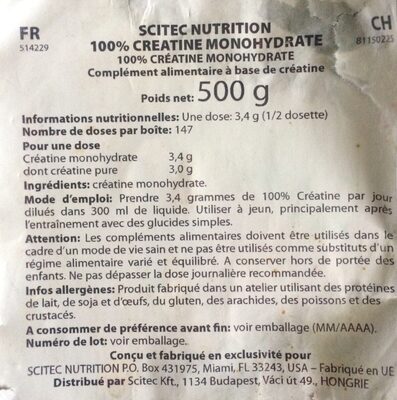 FR
514229
SCITEC NUTRITION
CH
81150225
100% CREATINE MONOHYDRATE
100% CRÉATINE MONOHYDRATE
Complément alimentaire à base de créatine
Poids net: 500 g
Informations nutritionnelles: Une dose: 3,4 g (1/2 dosette)
Nombre de doses par boîte: 147
Pour une dose
Créatine monohydrate 3,4 g
dont créatine pure 3,0 g
Ingrédients: créatine monohydrate.
Mode d'emploi: Prendre 3,4 grammes de 100% Créatine par jour
dilués dans 300 ml de liquide. Utiliser à jeun, principalement après
l'entraînement avec des glucides simples.
Attention: Les compléments alimentaires doivent être utilisés dans le
cadre d'un mode de vie sain et ne pas être utilisés comme substituts d'un
régime alimentaire varié et équilibré. A conserver hors de portée des
enfants. Ne pas dépasser la dose journalière recommandée.
Infos allergènes: Produit fabriqué dans un atelier utilisant des protéines
de lait, de soja et d'œufs, du gluten, des arachides, des poissons et des
crustacés.
A consommer de préférence avant fin: voir emballage (MM/AAAA).
Numéro de lot: voir emballage.
Conçu et fabriqué en exclusivité pour
SCITEC NUTRITION P.O. Box 431975, Miami, FL 33243, USA – Fabriqué en UE
Distribué par Scitec Kft., 1134 Budapest, Váci út 49., HONGRIE